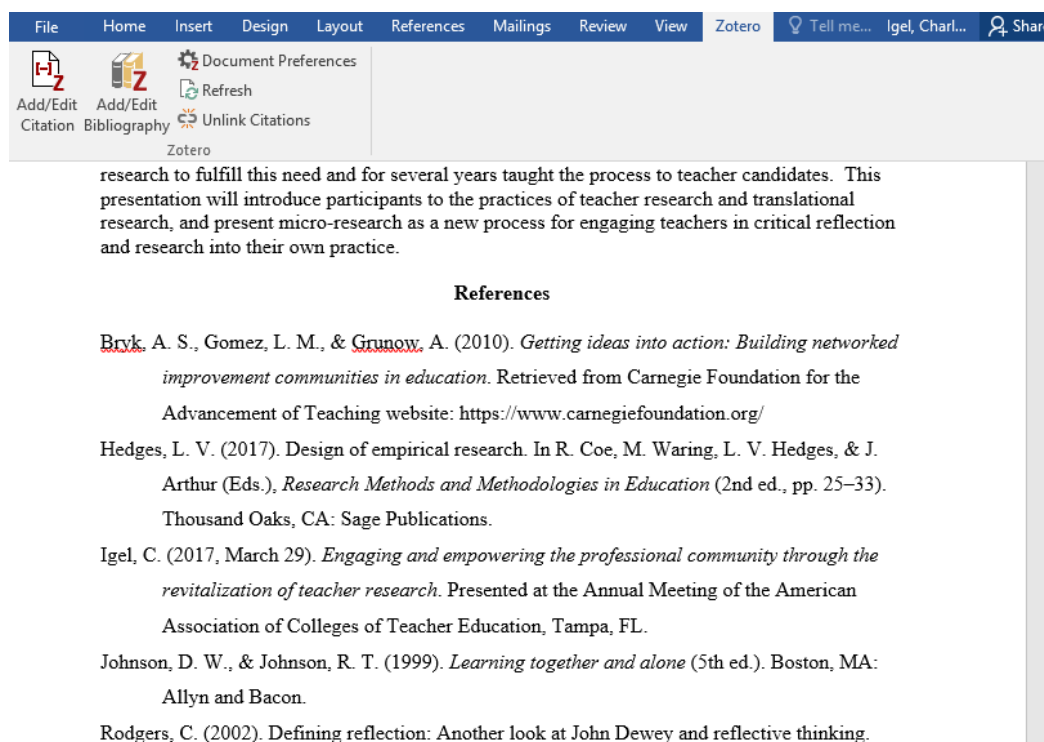 File Home Insert Design Layout References Mailings Review View Zotero Tell me... Igel, Charl... Share
Add/Edit Citation
Add/Edit Bibliography
Document Preferences
Refresh
Unlink Citations
Zotero
research to fulfill this need and for several years taught the process to teacher candidates.  This
presentation will introduce participants to the practices of teacher research and translational
research, and present micro-research as a new process for engaging teachers in critical reflection
and research into their own practice.
References
Bryk, A. S., Gomez, L. M., & Grunow, A. (2010). Getting ideas into action: Building networked
improvement communities in education. Retrieved from Carnegie Foundation for the
Advancement of Teaching website: https://www.carnegiefoundation.org/
Hedges, L. V. (2017). Design of empirical research. In R. Coe, M. Waring, L. V. Hedges, & J.
Arthur (Eds.), Research Methods and Methodologies in Education (2nd ed., pp. 25–33).
Thousand Oaks, CA: Sage Publications.
Igel, C. (2017, March 29). Engaging and empowering the professional community through the
revitalization of teacher research. Presented at the Annual Meeting of the American
Association of Colleges of Teacher Education, Tampa, FL.
Johnson, D. W., & Johnson, R. T. (1999). Learning together and alone (5th ed.). Boston, MA:
Allyn and Bacon.
Rodgers, C. (2002). Defining reflection: Another look at John Dewey and reflective thinking.